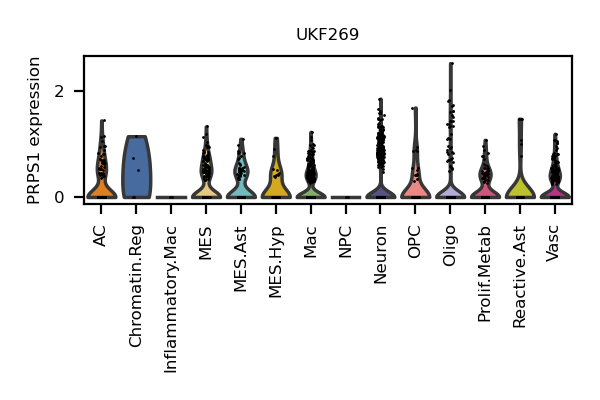 UKF269
PRPS1 expression
2
0
AC
Chromatin.Reg
Inflammatory.Mac
MES
MES.Ast
MES.Hyp
Mac
NPC
Neuron
OPC
Oligo
Prolif.Metab
Reactive.Ast
Vasc